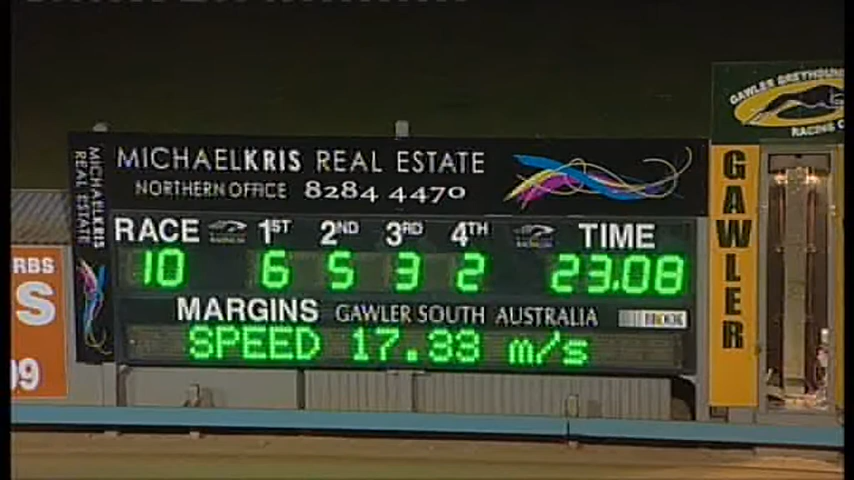 GAWLER GREYHOUND
RACING C
MICHAELKRIS REAL ESTATE
MICHAELKRIS REAL ESTATE
NORTHERN OFFICE 8284 4470
RACE 1ST 2ND 3RD 4TH TIME
10 6 5 3 2 23.08
MARGINS GAWLER SOUTH AUSTRALIA
SPEED 17.33 m/s
GAWLER
RBS
S
09